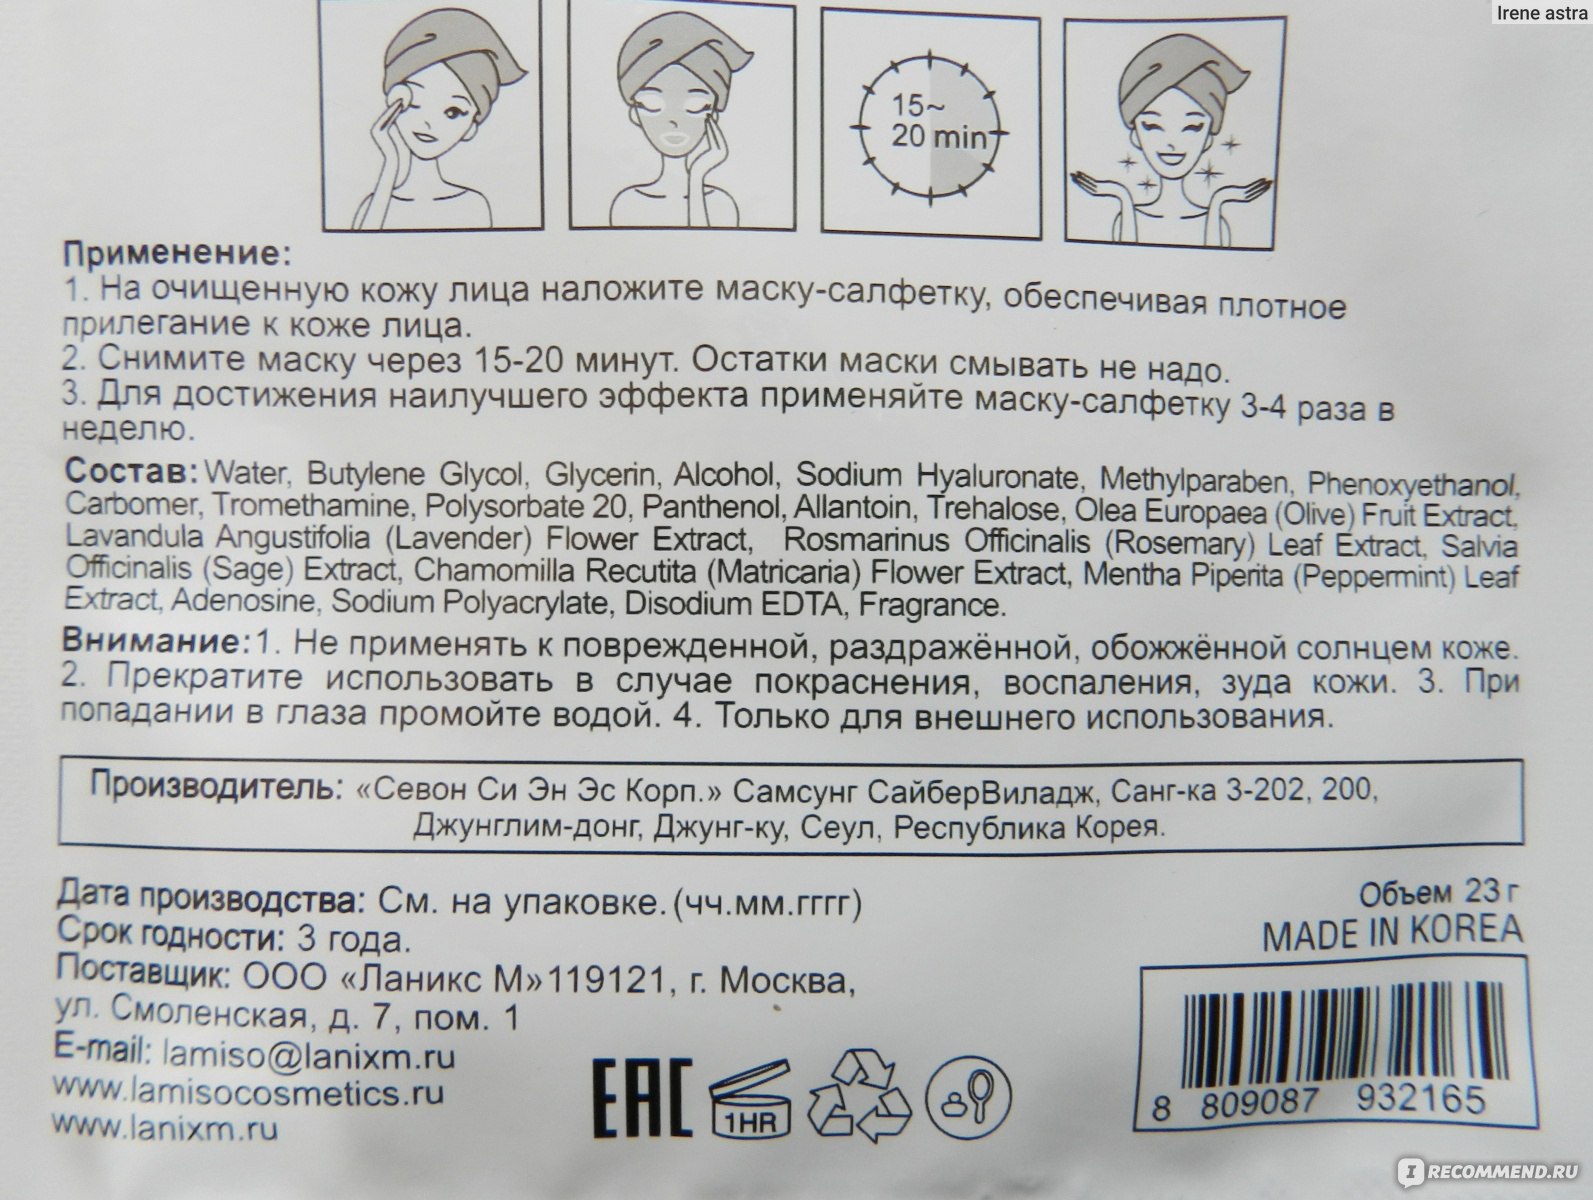 Irene astra
15~
20 min
Применение:
1. На очищенную кожу лица наложите маску-салфетку, обеспечивая плотное
прилегание к коже лица.
2. Снимите маску через 15-20 минут. Остатки маски смывать не надо.
3. Для достижения наилучшего эффекта применяйте маску-салфетку 3-4 раза в
неделю.
Состав: Water, Butylene Glycol, Glycerin, Alcohol, Sodium Hyaluronate, Methylparaben, Phenoxyethanol,
Carbomer, Tromethamine, Polysorbate 20, Panthenol, Allantoin, Trehalose, Olea Europaea (Olive) Fruit Extract,
Lavandula Angustifolia (Lavender) Flower Extract, Rosmarinus Officinalis (Rosemary) Leaf Extract, Salvia
Officinalis (Sage) Extract, Chamomilla Recutita (Matricaria) Flower Extract, Mentha Piperita (Peppermint) Leaf
Extract, Adenosine, Sodium Polyacrylate, Disodium EDTA, Fragrance.
Внимание: 1. Не применять к повреждённой, раздражённой, обожжённой солнцем коже.
2. Прекратите использовать в случае покраснения, воспаления, зуда кожи. 3. При
попадании в глаза промойте водой. 4. Только для внешнего использования.
Производитель: «Севон Си Эн Эс Корп.» Самсунг СайберВиладж, Санг-ка 3-202, 200,
Джунглим-донг, Джунг-ку, Сеул, Республика Корея.
Дата производства: См. на упаковке. (чч.мм.гггг)
Срок годности: 3 года.
Поставщик: ООО «Ланикс М» 119121, г. Москва,
ул. Смоленская, д. 7, пом. 1
E-mail: lamiso@lanixm.ru
www.lamisocosmetics.ru
www.lanixm.ru
EAC
1HR
Объем 23 г
MADE IN KOREA
8 809087 932165
I RECOMMEND.RU